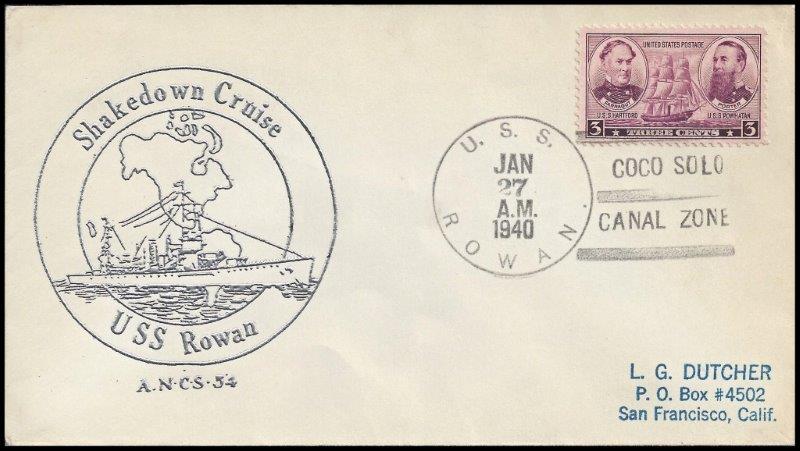 Shakedown Cruise
USS Rowan
A.N.C.S.-54
UNITED STATES POSTAGE
FARRAGUT
PORTER
U.S.S. HARTFORD
U.S.S. POWHATAN
3 THREE CENTS 3
U. S. S.
ROWAN.
JAN
27
A.M.
1940
COCO SOLO
CANAL ZONE
L. G. DUTCHER
P. O. Box #4502
San Francisco, Calif.